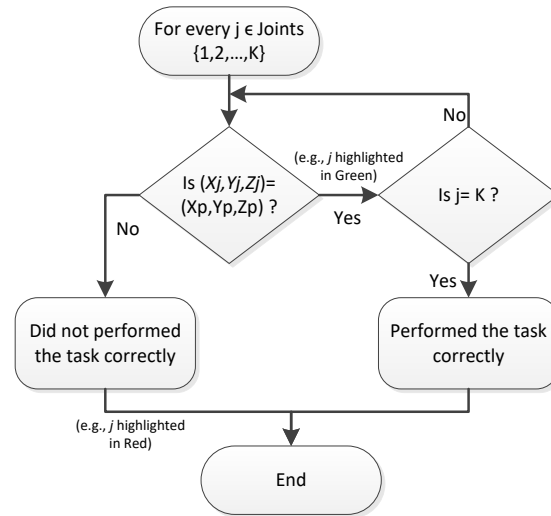 For every j ϵ Joints
{1,2,...,K}
No
(e.g., j highlighted
in Green)
Is (Xj,Yj,Zj)=
(Xp,Yp,Zp) ?
Is j= K ?
Yes
No
Yes
Did not performed
the task correctly
Performed the task
correctly
(e.g., j highlighted
in Red)
End